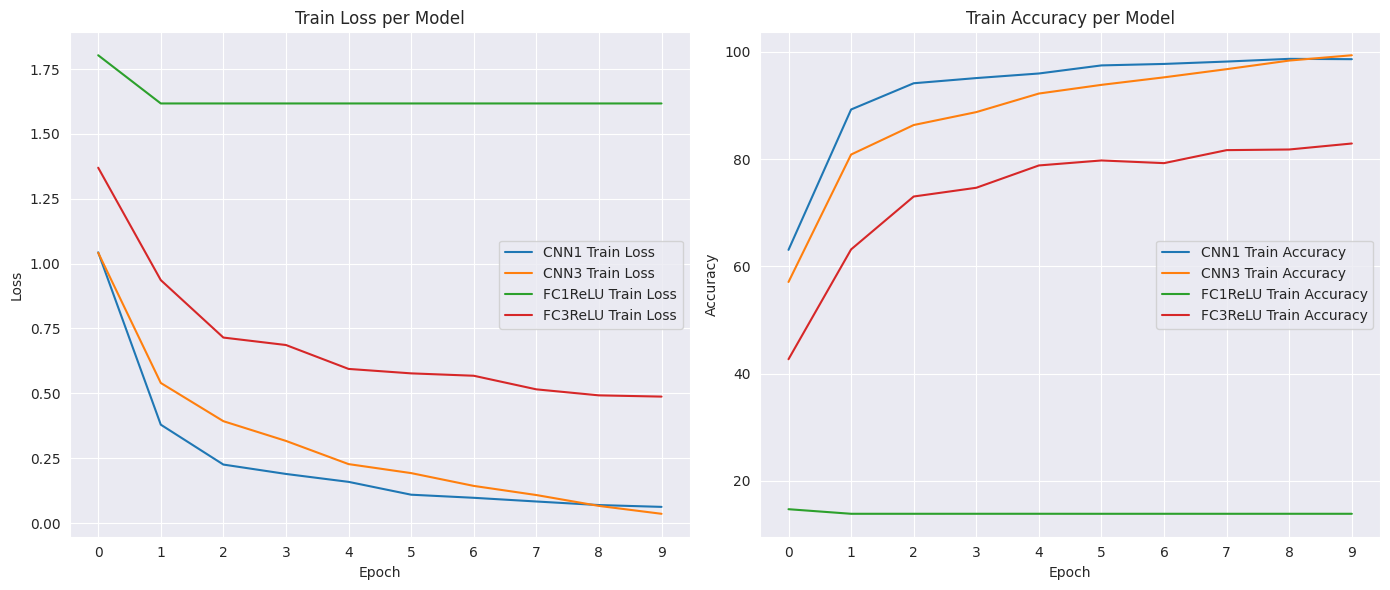 Train Loss per Model
1.75
1.50
1.25
1.00
0.75
0.50
0.25
0.00
Loss
CNN1 Train Loss
CNN3 Train Loss
FC1ReLU Train Loss
FC3ReLU Train Loss
0 1 2 3 4 5 6 7 8 9
Epoch
Train Accuracy per Model
100
80
60
40
20
Accuracy
CNN1 Train Accuracy
CNN3 Train Accuracy
FC1ReLU Train Accuracy
FC3ReLU Train Accuracy
0 1 2 3 4 5 6 7 8 9
Epoch